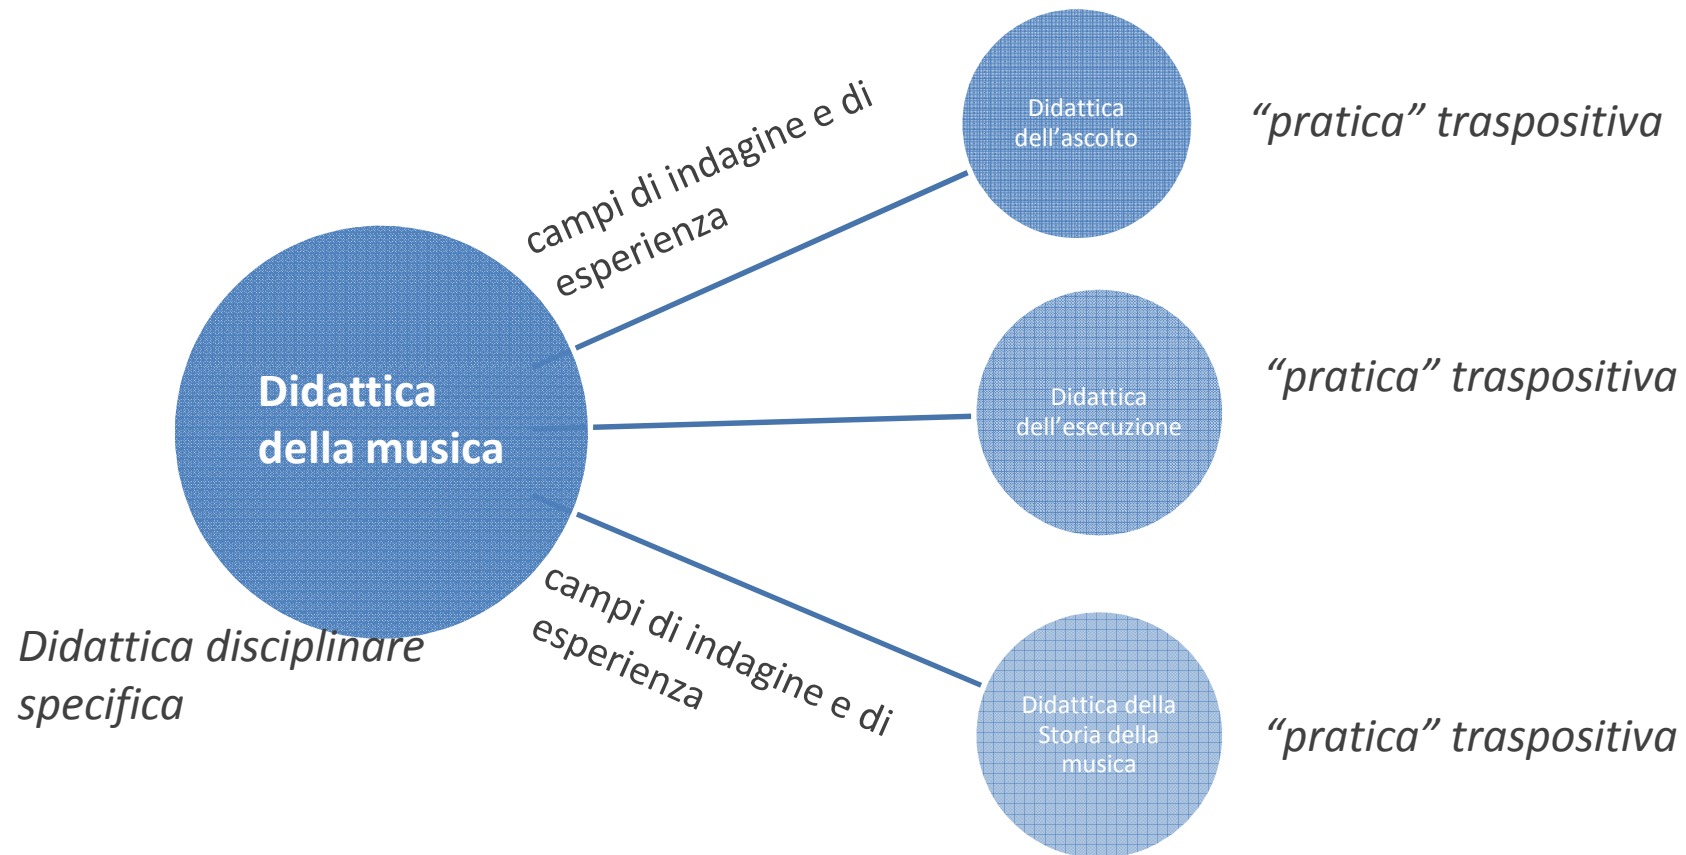 Didattica
della musica
Didattica disciplinare
specifica
campi di indagine e di
esperienza
campi di indagine e di
esperienza
Didattica
dell’ascolto
“pratica” traspositiva
Didattica
dell’esecuzione
“pratica” traspositiva
Didattica della
Storia della
musica
“pratica” traspositiva